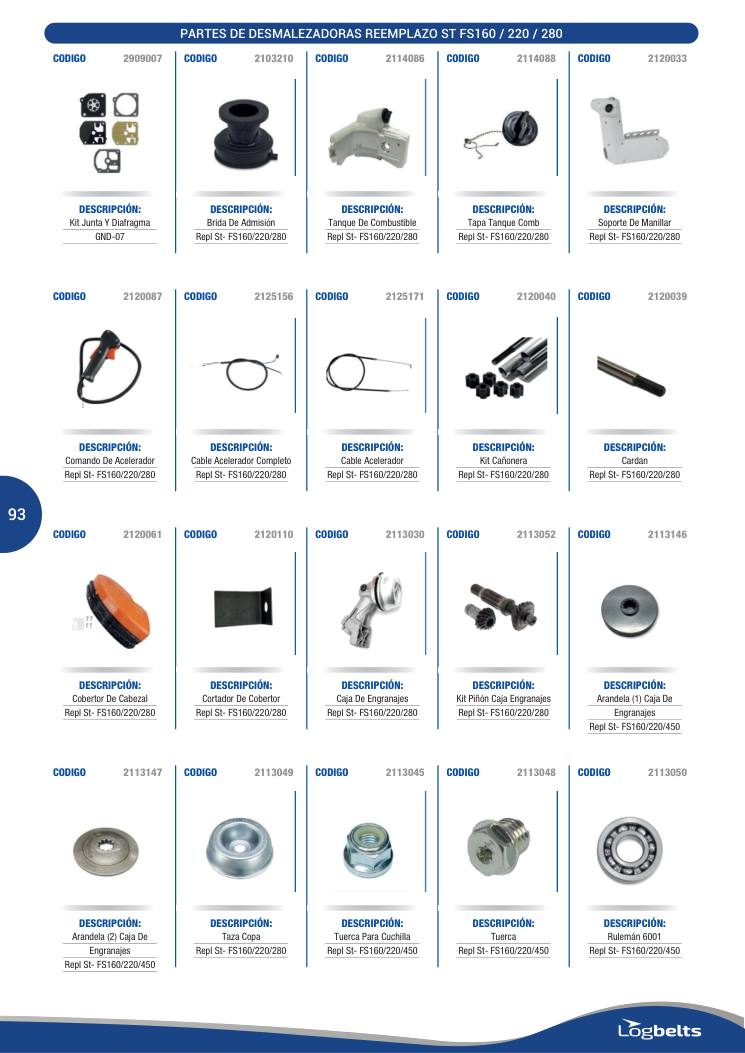 PARTES DE DESMALEZADORAS REEMPLAZO ST FS160 / 220 / 280
CODIGO 2909007
DESCRIPCIÓN:
Kit Junta Y Diafragma
GND-07
CODIGO 2103210
DESCRIPCIÓN:
Brida De Admisión
Repl St- FS160/220/280
CODIGO 2114086
DESCRIPCIÓN:
Tanque De Combustible
Repl St- FS160/220/280
CODIGO 2114088
DESCRIPCIÓN:
Tapa Tanque Comb
Repl St- FS160/220/280
CODIGO 2120033
DESCRIPCIÓN:
Soporte De Manillar
Repl St- FS160/220/280
CODIGO 2120087
DESCRIPCIÓN:
Comando De Acelerador
Repl St- FS160/220/280
CODIGO 2125156
DESCRIPCIÓN:
Cable Acelerador Completo
Repl St- FS160/220/280
CODIGO 2125171
DESCRIPCIÓN:
Cable Acelerador
Repl St- FS160/220/280
CODIGO 2120040
DESCRIPCIÓN:
Kit Cañonera
Repl St- FS160/220/280
CODIGO 2120039
DESCRIPCIÓN:
Cardan
Repl St- FS160/220/280
93
CODIGO 2120061
DESCRIPCIÓN:
Cobertor De Cabezal
Repl St- FS160/220/280
CODIGO 2120110
DESCRIPCIÓN:
Cortador De Cobertor
Repl St- FS160/220/280
CODIGO 2113030
DESCRIPCIÓN:
Caja De Engranajes
Repl St- FS160/220/280
CODIGO 2113052
DESCRIPCIÓN:
Kit Piñón Caja Engranajes
Repl St- FS160/220/280
CODIGO 2113146
DESCRIPCIÓN:
Arandela (1) Caja De
Engranajes
Repl St- FS160/220/450
CODIGO 2113147
DESCRIPCIÓN:
Arandela (2) Caja De
Engranajes
Repl St- FS160/220/450
CODIGO 2113049
DESCRIPCIÓN:
Taza Copa
Repl St- FS160/220/280
CODIGO 2113045
DESCRIPCIÓN:
Tuerca Para Cuchilla
Repl St- FS160/220/450
CODIGO 2113048
DESCRIPCIÓN:
Tuerca
Repl St- FS160/220/450
CODIGO 2113050
DESCRIPCIÓN:
Rulemán 6001
Repl St- FS160/220/450
Logbelts